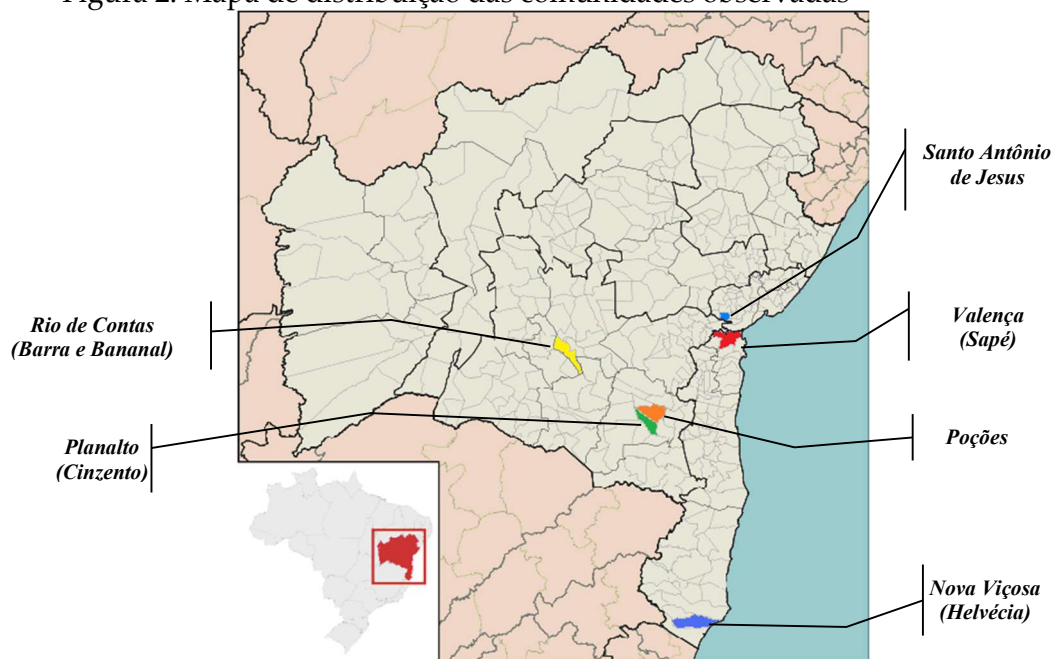 Figura 2. Mapa de distribuição das comunidades observadas
Santo Antônio
de Jesus
Rio de Contas
(Barra e Bananal)
Valença
(Sapé)
Planalto
(Cinzento)
Poções
Nova Viçosa
(Helvécia)